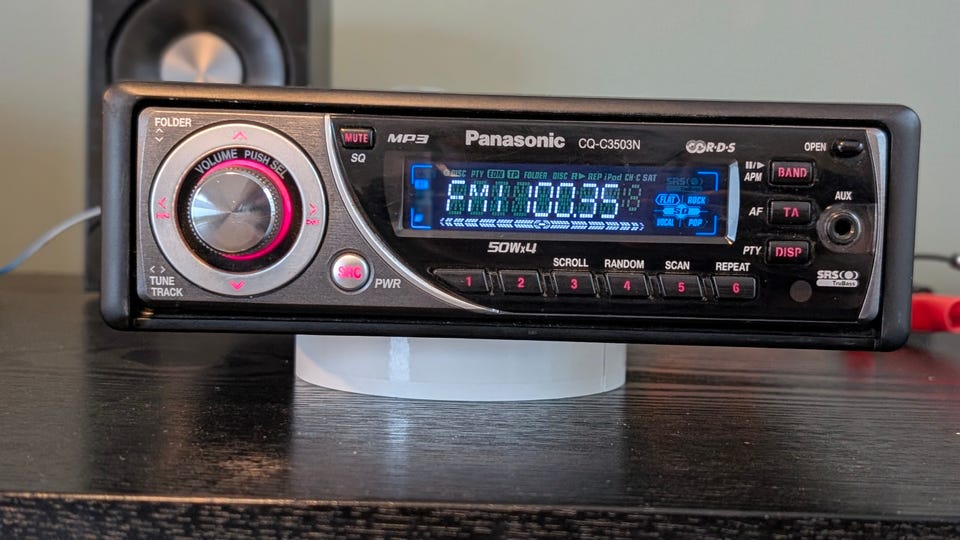 FOLDER
VOLUME PUSH SEL
< >
TUNE
TRACK
MUTE
SQ
MP3
SRC
PWR
Panasonic CQ-C3503N
R·D·S
OPEN
DISC PTY EON TP FOLDER DISC REP iPod CH-C SAT
FM1 100.35
SRS
FLAT ROCK
SQ
VOCAL POP
50Wx4
SCROLL RANDOM SCAN REPEAT
1 2 3 4 5 6
APM BAND
AF TA
PTY DISP
AUX
SRS
TruBass